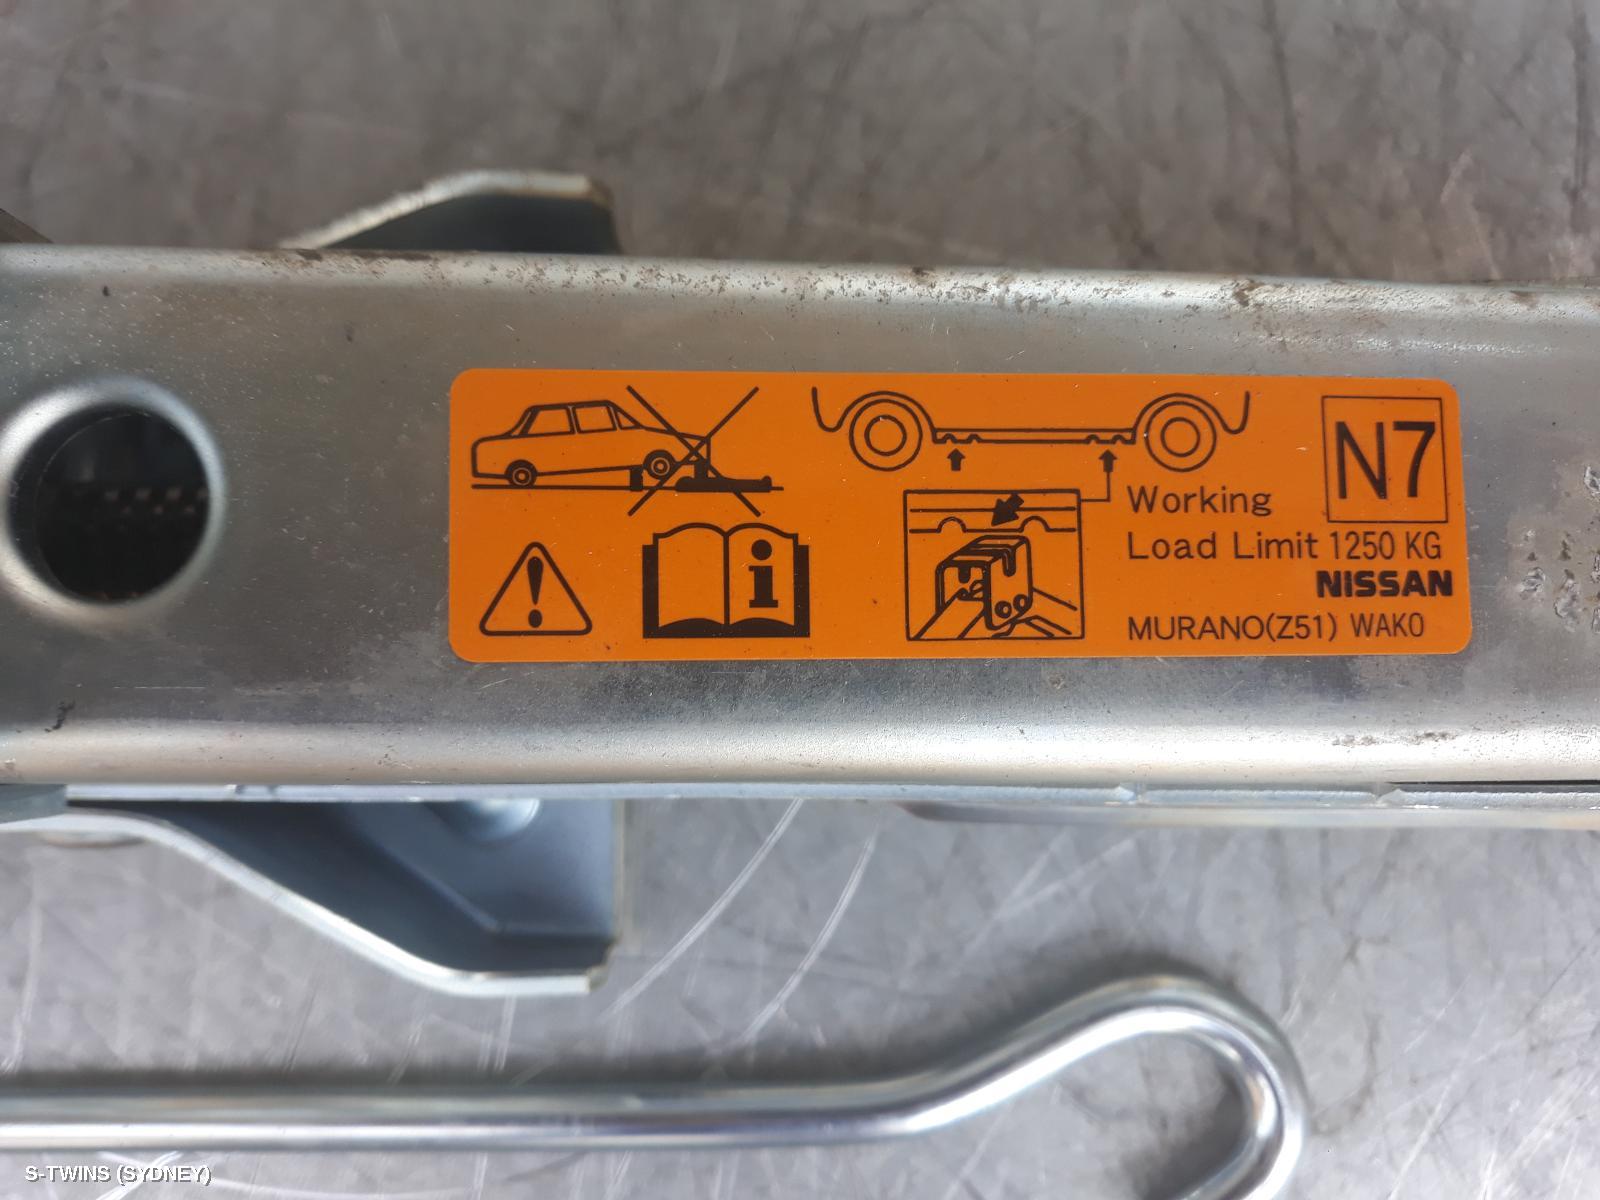 N7
Working
Load Limit 1250 KG
NISSAN
MURANO(Z51) WAKO
S-TWINS (SYDNEY)